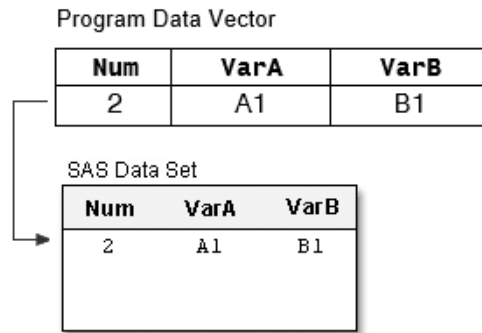 Program Data Vector
Num VarA VarB
2 A1 B1
SAS Data Set
Num VarA VarB
2 A1 B1